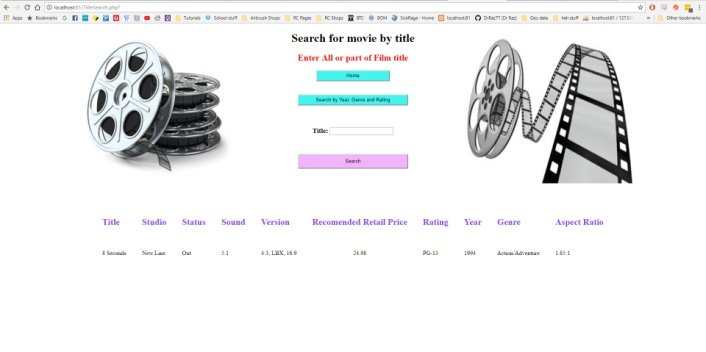 localhost:81/TitleSearch.php?
Apps Bookmarks Tutorials School stuff Airbrush Shops RC Pages RC Shops BTC BOM SickRage - Home localhost:81 DrRaz77 (Dr Raz) Geo data hell stuff localhost:81 / 127.0.0 » Other bookmarks
Search for movie by title
Enter All or part of Film title
Home
Search by Year, Genre and Rating
Title:
Search
Title Studio Status Sound Version Recomended Retail Price Rating Year Genre Aspect Ratio
8 Seconds New Line Out 5.1 4:3, LBX, 16:9 24.98 PG-13 1994 Action/Adventure 1.85:1